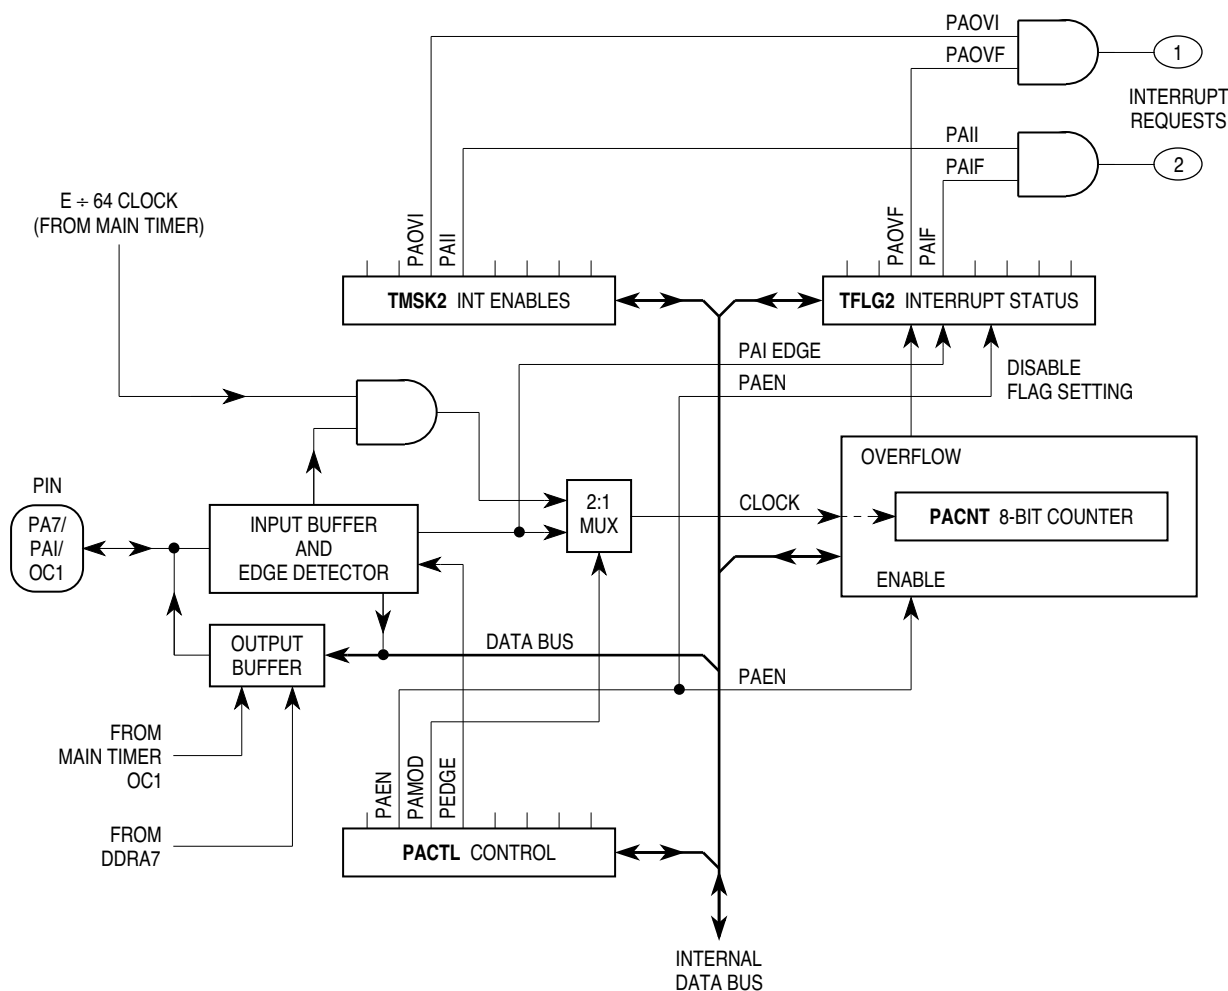 PAOVI
PAOVF
1
INTERRUPT
REQUESTS
PAII
PAIF
2
E ÷ 64 CLOCK
(FROM MAIN TIMER)
PAOVI
PAII
PAOVF
PAIF
TMSK2 INT ENABLES
TFLG2 INTERRUPT STATUS
PAI EDGE
PAEN
DISABLE
FLAG SETTING
OVERFLOW
PIN
PA7/
PAI/
OC1
INPUT BUFFER
AND
EDGE DETECTOR
2:1
MUX
CLOCK
PACNT 8-BIT COUNTER
ENABLE
OUTPUT
BUFFER
DATA BUS
PAEN
FROM
MAIN TIMER
OC1
FROM
DDRA7
PAEN
PAMOD
PEDGE
PACTL CONTROL
INTERNAL
DATA BUS